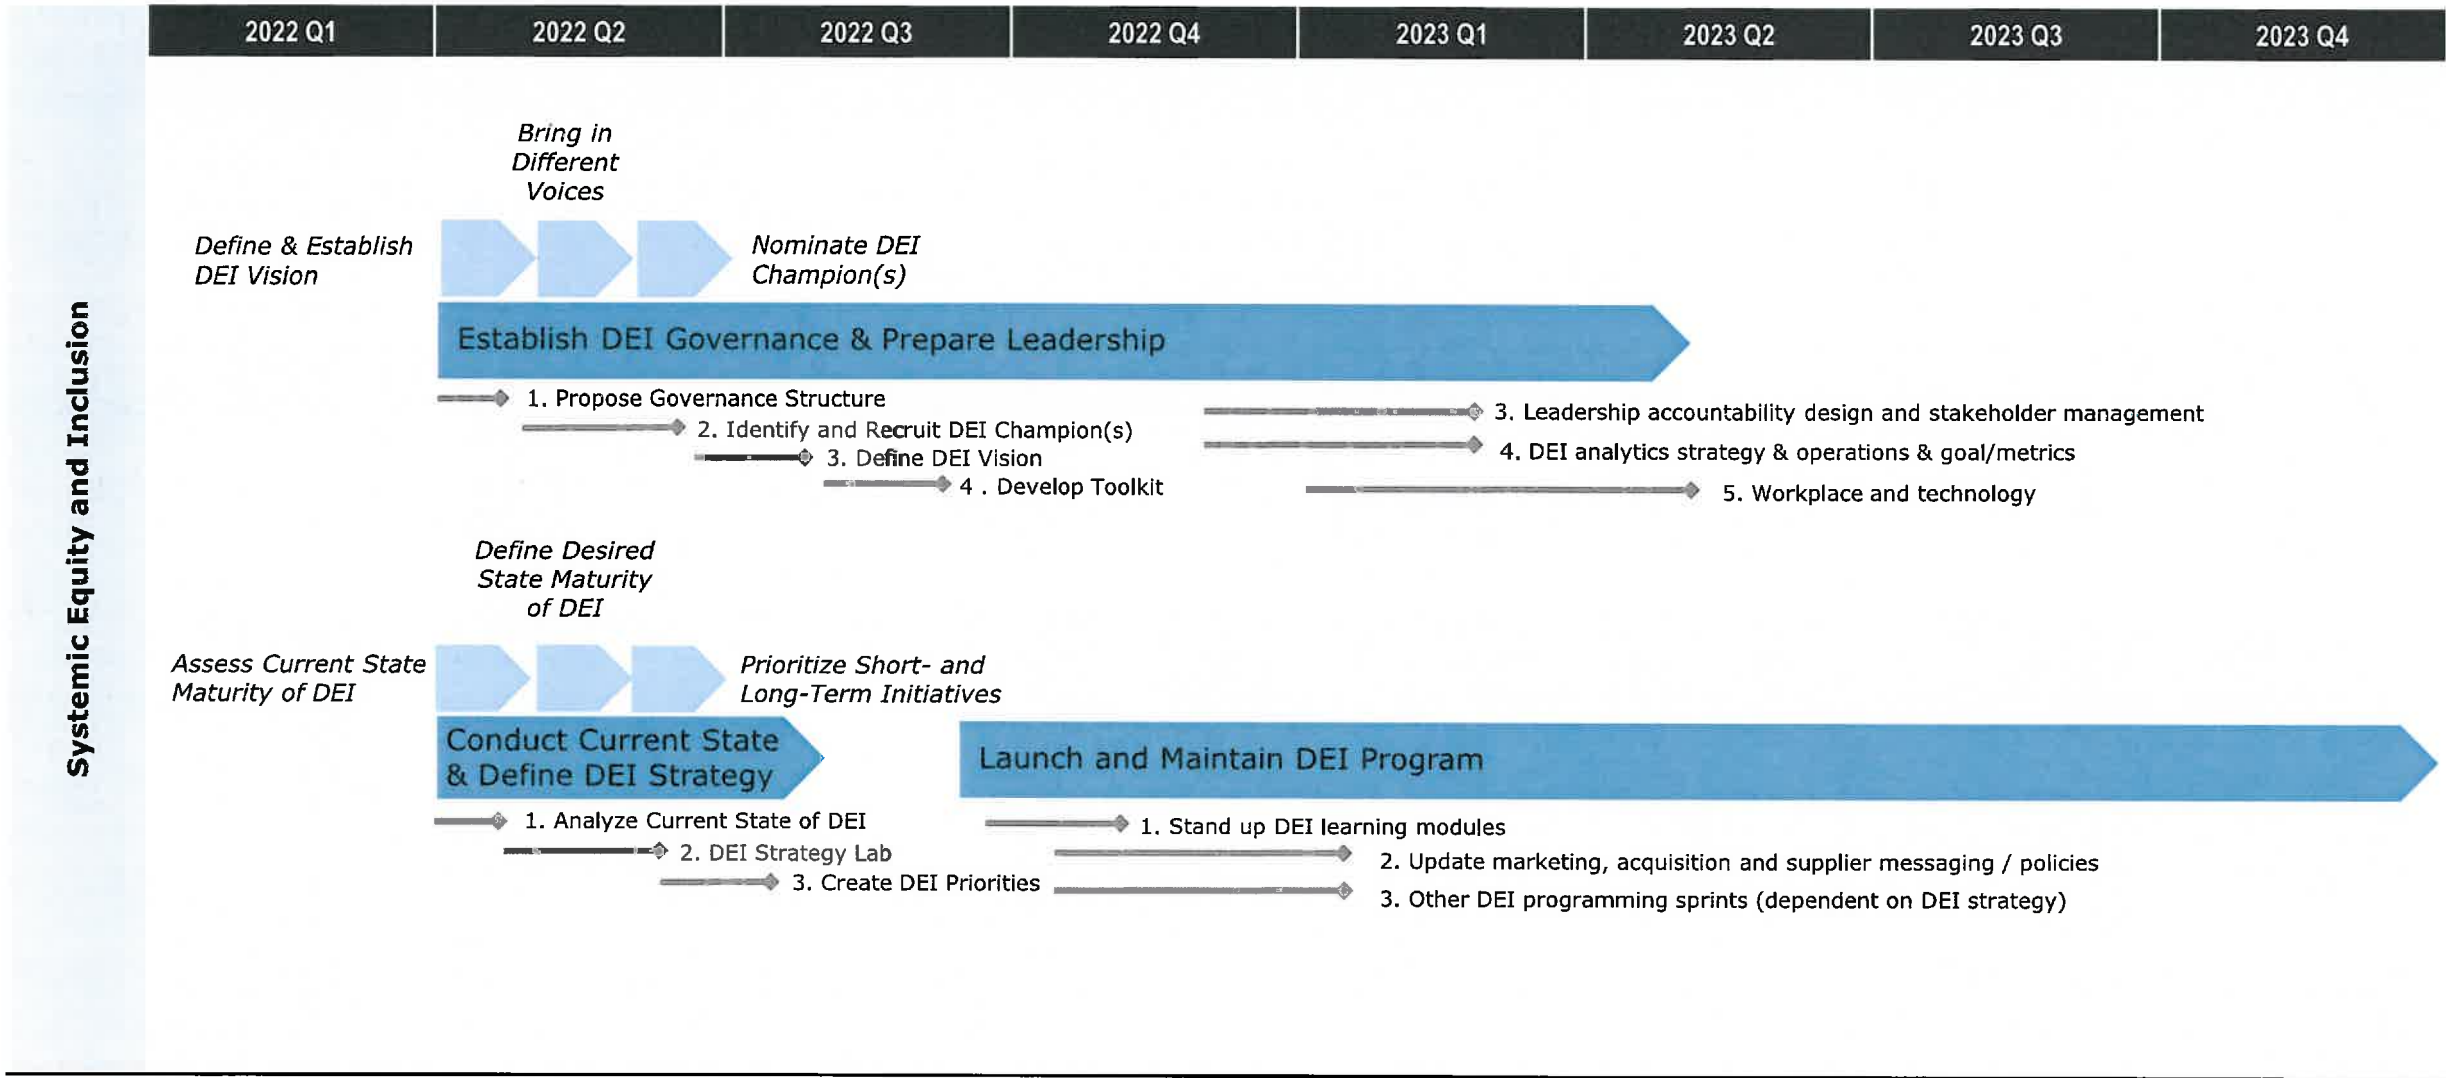 2022 Q1
2022 Q2
2022 Q3
2022 Q4
2023 Q1
2023 Q2
2023 Q3
2023 Q4
Systemic Equity and Inclusion
Bring in
Different
Voices
Define & Establish
DEI Vision
Nominate DEI
Champion(s)
Establish DEI Governance & Prepare Leadership
1. Propose Governance Structure
2. Identify and Recruit DEI Champion(s)
3. Define DEI Vision
4 . Develop Toolkit
3. Leadership accountability design and stakeholder management
4. DEI analytics strategy & operations & goal/metrics
5. Workplace and technology
Define Desired
State Maturity
of DEI
Assess Current State
Maturity of DEI
Prioritize Short- and
Long-Term Initiatives
Conduct Current State
& Define DEI Strategy
Launch and Maintain DEI Program
1. Analyze Current State of DEI
2. DEI Strategy Lab
3. Create DEI Priorities
1. Stand up DEI learning modules
2. Update marketing, acquisition and supplier messaging / policies
3. Other DEI programming sprints (dependent on DEI strategy)